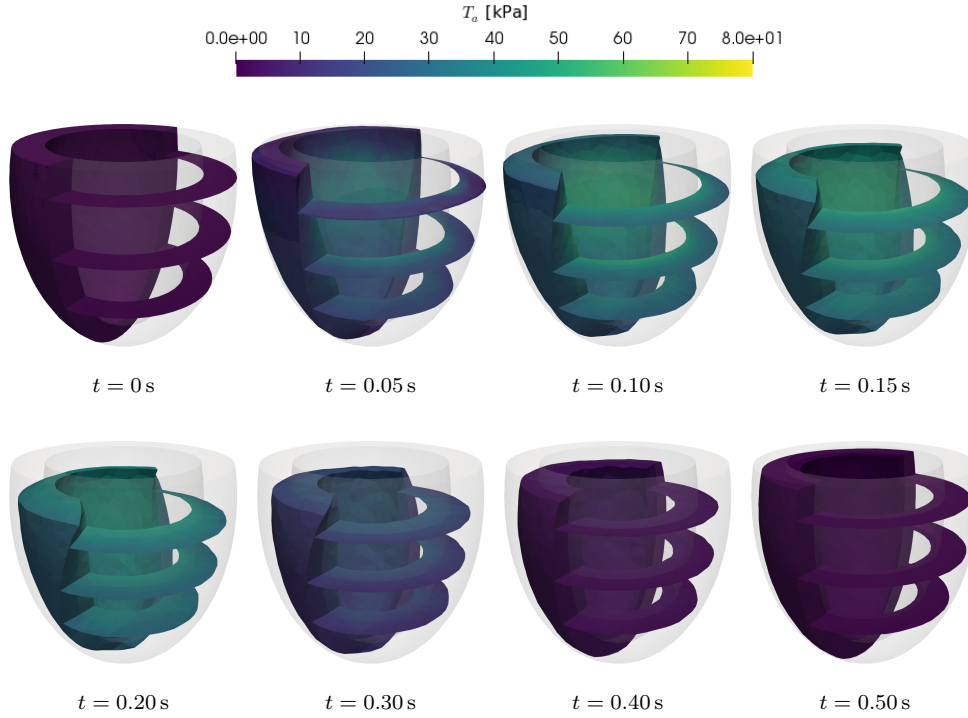 Tₐ [kPa]
0.0e+00 10 20 30 40 50 60 70 8.0e+01
t = 0 s t = 0.05 s t = 0.10 s t = 0.15 s
t = 0.20 s t = 0.30 s t = 0.40 s t = 0.50 s